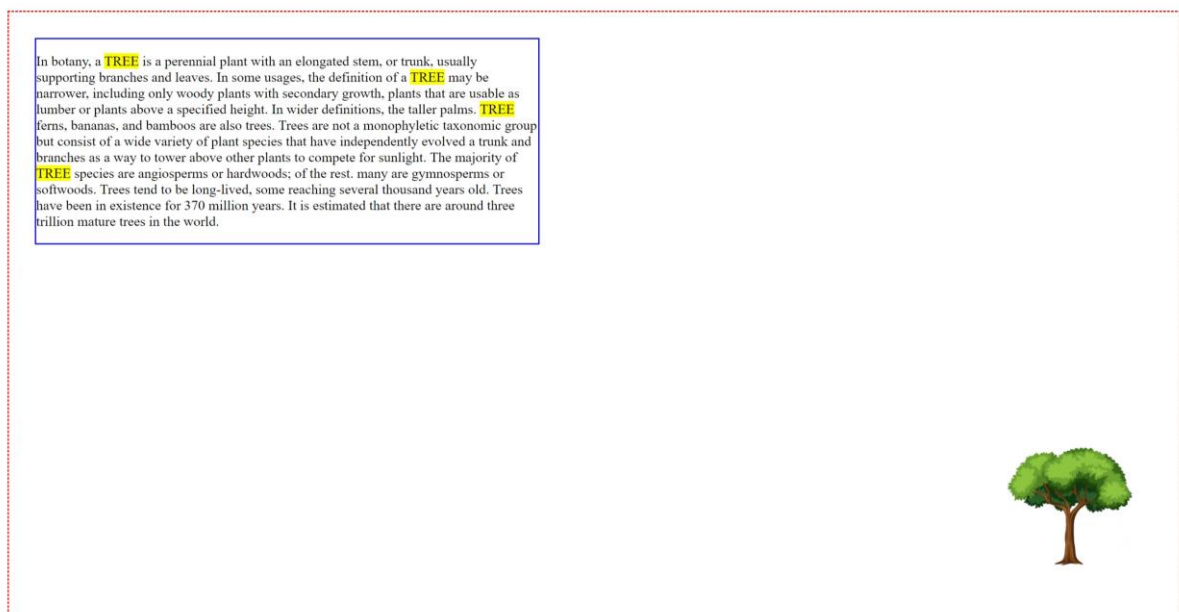 In botany, a TREE is a perennial plant with an elongated stem, or trunk, usually
supporting branches and leaves. In some usages, the definition of a TREE may be
narrower, including only woody plants with secondary growth, plants that are usable as
lumber or plants above a specified height. In wider definitions, the taller palms. TREE
ferns, bananas, and bamboos are also trees. Trees are not a monophyletic taxonomic group
but consist of a wide variety of plant species that have independently evolved a trunk and
branches as a way to tower above other plants to compete for sunlight. The majority of
TREE species are angiosperms or hardwoods; of the rest. many are gymnosperms or
softwoods. Trees tend to be long-lived, some reaching several thousand years old. Trees
have been in existence for 370 million years. It is estimated that there are around three
trillion mature trees in the world.